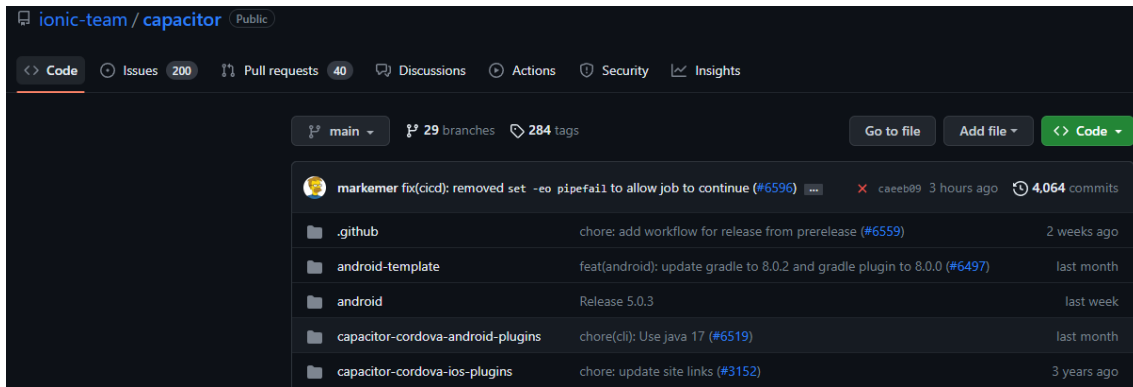 ionic-team / capacitor Public
Code Issues 200 Pull requests 40 Discussions Actions Security Insights
main 29 branches 284 tags Go to file Add file Code
markemer fix(cicd): removed set -eo pipefail to allow job to continue (#6596) ... caeeb09 3 hours ago 4,064 commits
.github chore: add workflow for release from prerelease (#6559) 2 weeks ago
android-template feat(android): update gradle to 8.0.2 and gradle plugin to 8.0.0 (#6497) last month
android Release 5.0.3 last week
capacitor-cordova-android-plugins chore(cli): Use java 17 (#6519) last month
capacitor-cordova-ios-plugins chore: update site links (#3152) 3 years ago